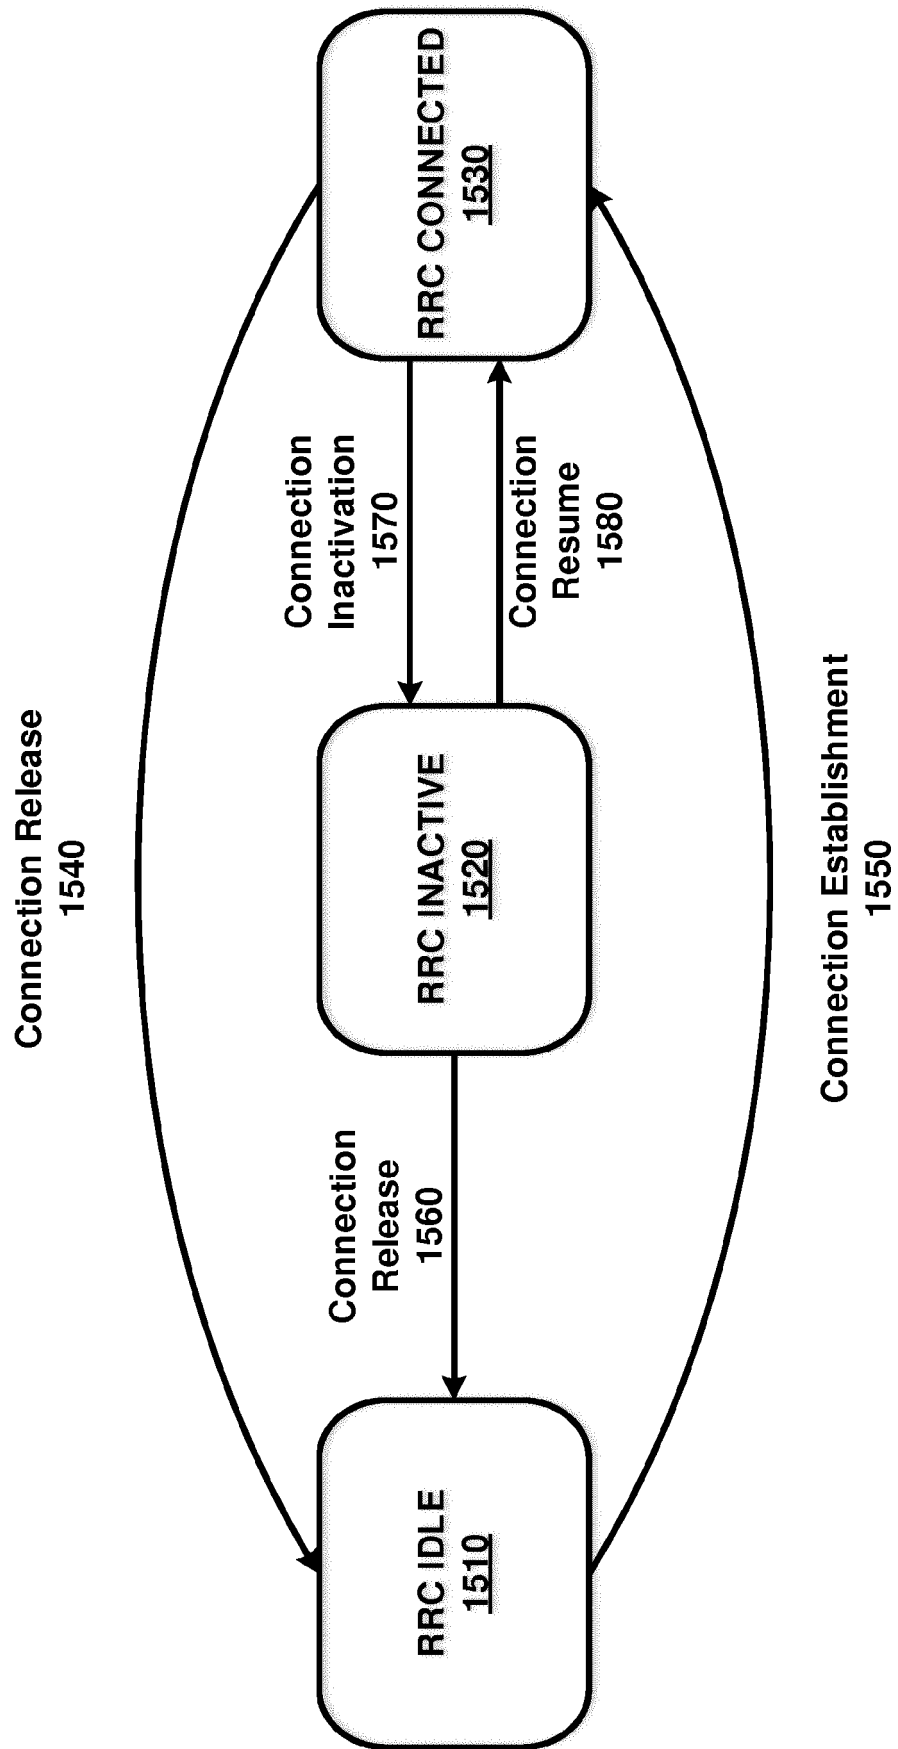 Connection Release
1540
RRC IDLE
1510
Connection
Release
1560
RRC INACTIVE
1520
Connection
Inactivation
1570
Connection
Resume
1580
RRC CONNECTED
1530
Connection Establishment
1550